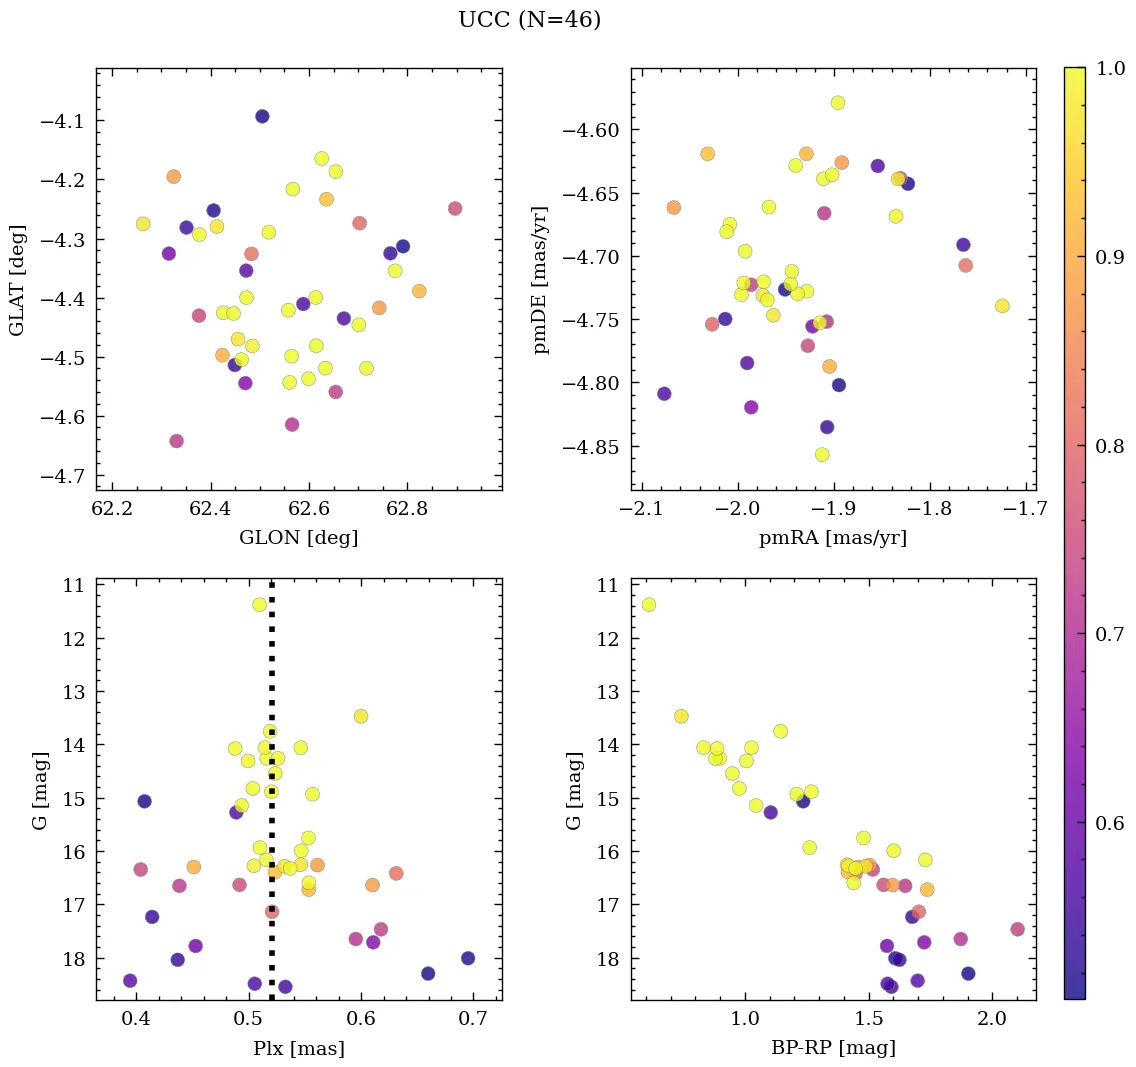 UCC (N=46)
−4.1
−4.2
−4.3
−4.4
−4.5
−4.6
−4.7
GLAT [deg]
62.2 62.4 62.6 62.8
GLON [deg]
−4.60
−4.65
−4.70
−4.75
−4.80
−4.85
pmDE [mas/yr]
−2.1 −2.0 −1.9 −1.8 −1.7
pmRA [mas/yr]
11
12
13
14
15
16
17
18
G [mag]
0.4 0.5 0.6 0.7
Plx [mas]
11
12
13
14
15
16
17
18
G [mag]
1.0 1.5 2.0
BP-RP [mag]
1.0
0.9
0.8
0.7
0.6